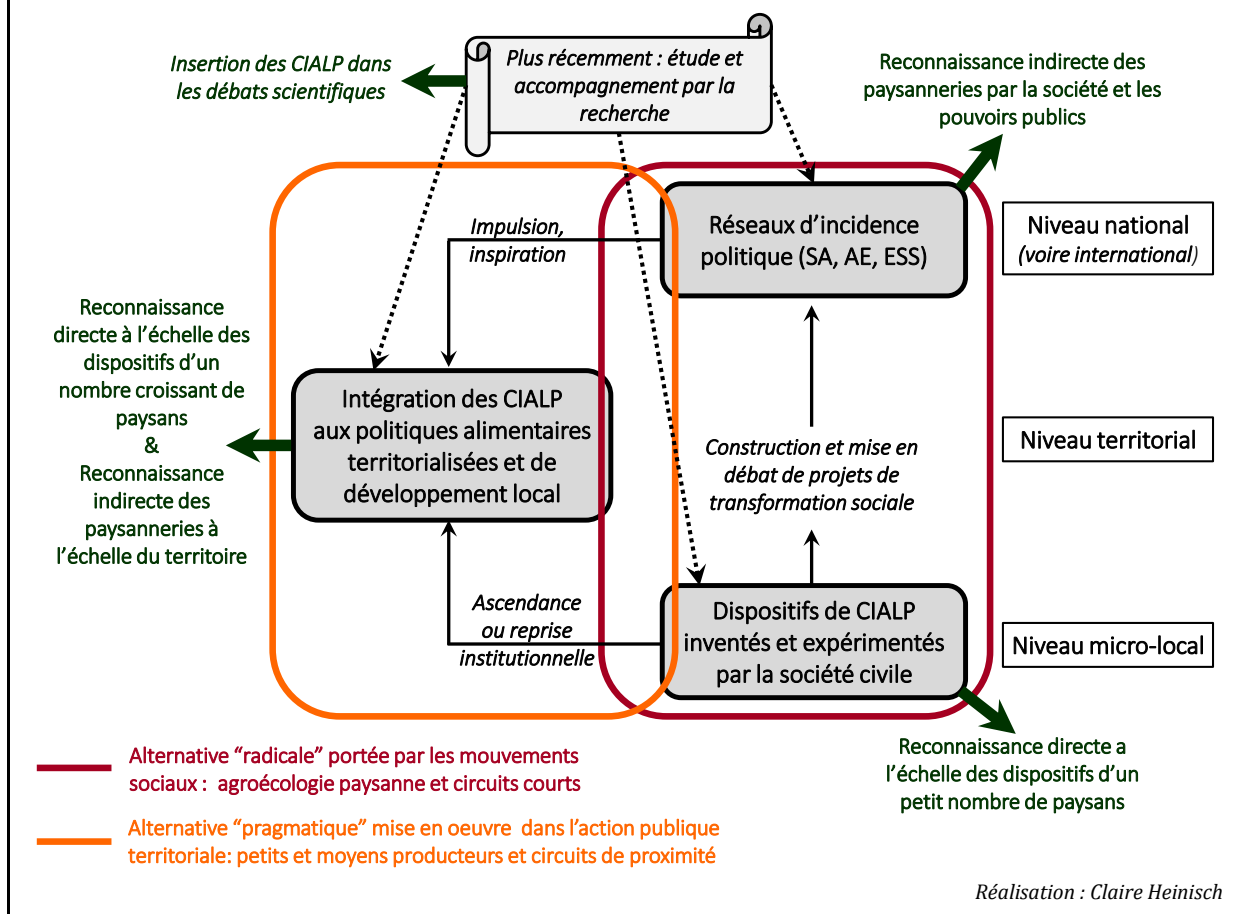 Plus récemment : étude et
accompagnement par la
recherche
Insertion des CIALP dans
les débats scientifiques
Reconnaissance indirecte des
paysanneries par la société et les
pouvoirs publics
Impulsion,
inspiration
Réseaux d'incidence
politique (SA, AE, ESS)
Niveau national
(voire international)
Reconnaissance
directe à l'échelle des
dispositifs d'un
nombre croissant de
paysans
&
Reconnaissance
indirecte des
paysanneries à
l'échelle du territoire
Intégration des CIALP
aux politiques alimentaires
territorialisées et de
développement local
Construction et mise en
débat de projets de
transformation sociale
Niveau territorial
Ascendance
ou reprise
institutionnelle
Dispositifs de CIALP
inventés et expérimentés
par la société civile
Niveau micro-local
Reconnaissance directe a
l'échelle des dispositifs d'un
petit nombre de paysans
Alternative "radicale" portée par les mouvements
sociaux : agroécologie paysanne et circuits courts
Alternative "pragmatique" mise en oeuvre dans l'action publique
territoriale: petits et moyens producteurs et circuits de proximité
Réalisation : Claire Heinisch